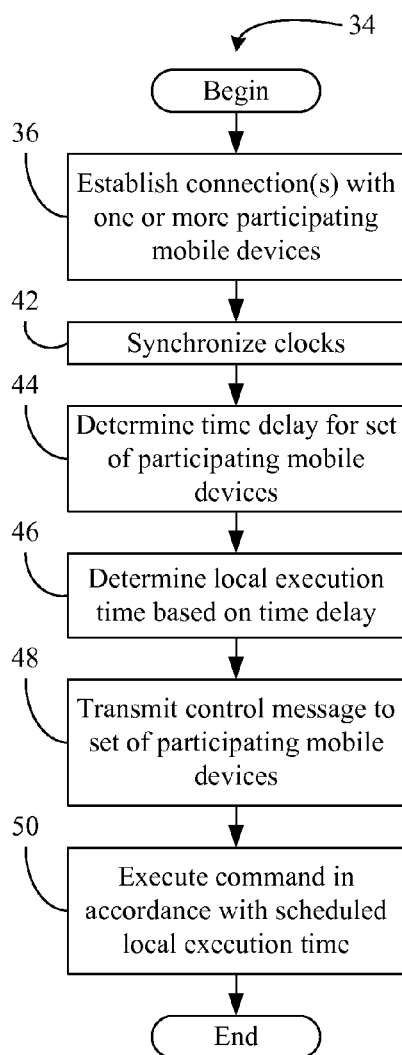 34
Begin
36
Establish connection(s) with
one or more participating
mobile devices
42
Synchronize clocks
44
Determine time delay for set
of participating mobile
devices
46
Determine local execution
time based on time delay
48
Transmit control message to
set of participating mobile
devices
50
Execute command in
accordance with scheduled
local execution time
End